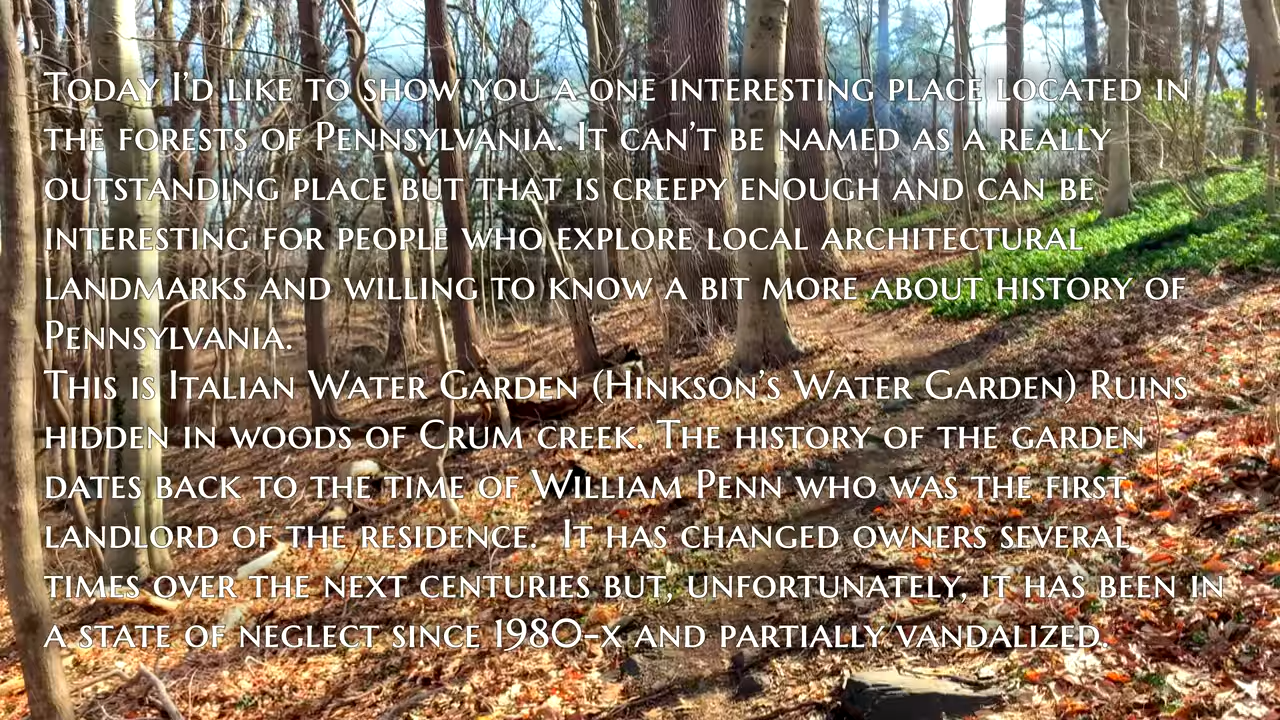 Today I'd like to show you a one interesting place located in
the forests of Pennsylvania. It can't be named as a really
outstanding place but that is creepy enough and can be
interesting for people who explore local architectural
landmarks and willing to know a bit more about history of
Pennsylvania.
This is Italian Water Garden (Hinkson's Water Garden) Ruins
hidden in woods of Crum creek. The history of the garden
dates back to the time of William Penn who was the first
landlord of the residence.  It has changed owners several
times over the next centuries but, unfortunately, it has been in
a state of neglect since 1980-x and partially vandalized.